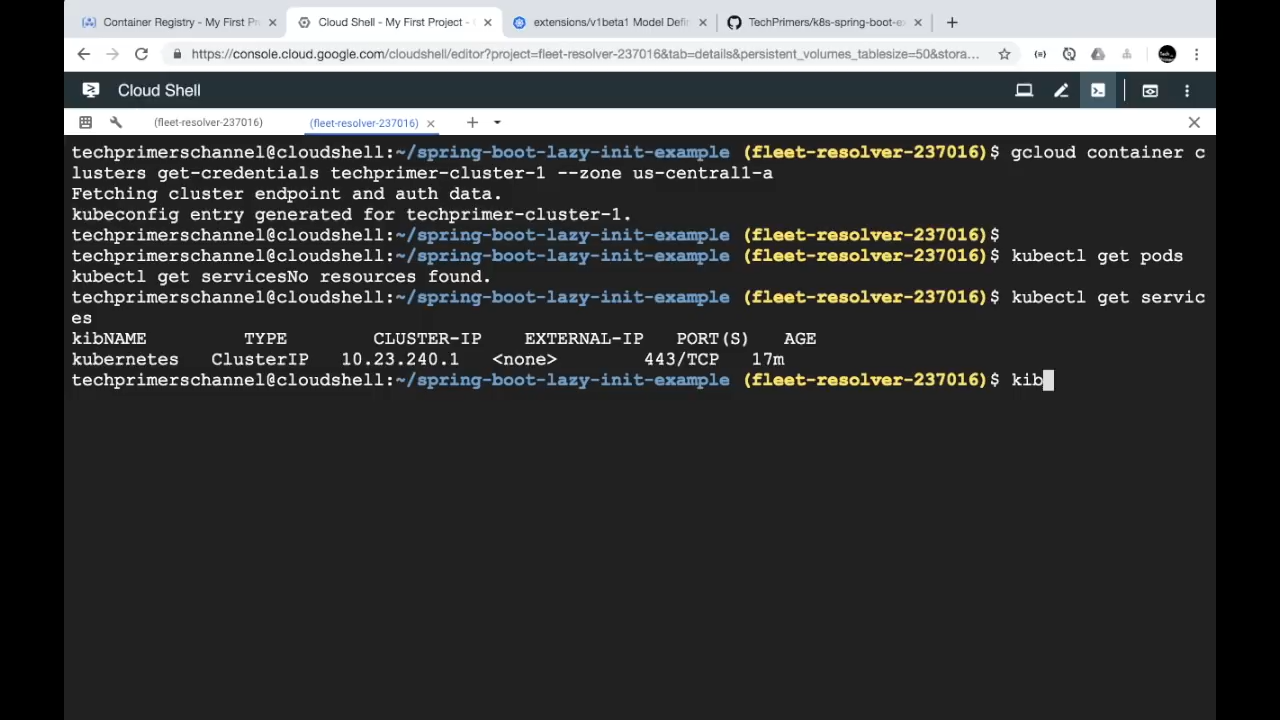 Container Registry - My First Pr
Cloud Shell - My First Project -
extensions/v1beta1 Model Defin
TechPrimers/k8s-spring-boot-ex
https://console.cloud.google.com/cloudshell/editor?project=fleet-resolver-237016&tab=details&persistent_volumes_tablesize=50&stora...
Cloud Shell
(fleet-resolver-237016)
(fleet-resolver-237016)
techprimerschannel@cloudshell:~/spring-boot-lazy-init-example (fleet-resolver-237016)$ gcloud container c
lusters get-credentials techprimer-cluster-1 --zone us-central1-a
Fetching cluster endpoint and auth data.
kubeconfig entry generated for techprimer-cluster-1.
techprimerschannel@cloudshell:~/spring-boot-lazy-init-example (fleet-resolver-237016)$
techprimerschannel@cloudshell:~/spring-boot-lazy-init-example (fleet-resolver-237016)$ kubectl get pods
kubectl get servicesNo resources found.
techprimerschannel@cloudshell:~/spring-boot-lazy-init-example (fleet-resolver-237016)$ kubectl get servic
es
kibNAME TYPE CLUSTER-IP EXTERNAL-IP PORT(S) AGE
kubernetes ClusterIP 10.23.240.1 <none> 443/TCP 17m
techprimerschannel@cloudshell:~/spring-boot-lazy-init-example (fleet-resolver-237016)$ kib